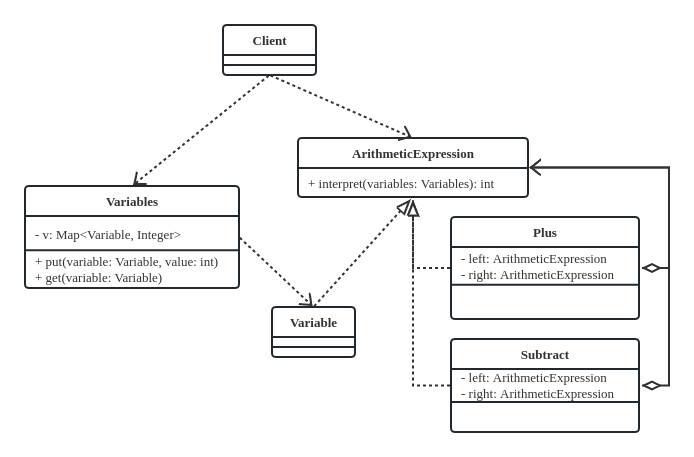 Client
ArithmeticExpression
+ interpret(variables: Variables): int
Variables
- v: Map<Variable, Integer>
+ put(variable: Variable, value: int)
+ get(variable: Variable)
Plus
- left: ArithmeticExpression
- right: ArithmeticExpression
Variable
Subtract
- left: ArithmeticExpression
- right: ArithmeticExpression